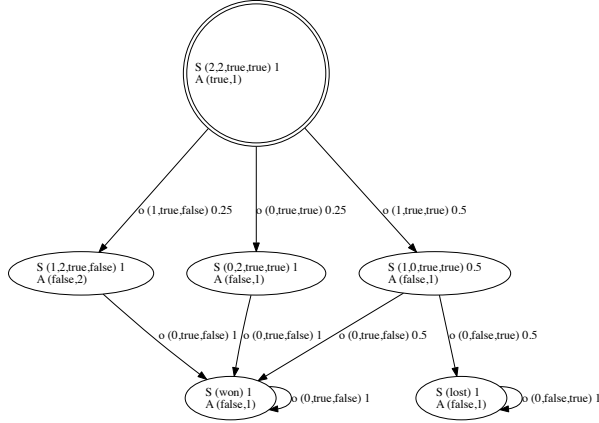 S (2,2,true,true) 1
A (true,1)
o (1,true,false) 0.25
o (0,true,true) 0.25
o (1,true,true) 0.5
S (1,2,true,false) 1
A (false,2)
S (0,2,true,true) 1
A (false,1)
S (1,0,true,true) 0.5
A (false,1)
o (0,true,false) 1
o (0,true,false) 1
o (0,true,false) 0.5
o (0,false,true) 0.5
S (won) 1
A (false,1)
o (0,true,false) 1
S (lost) 1
A (false,1)
o (0,false,true) 1